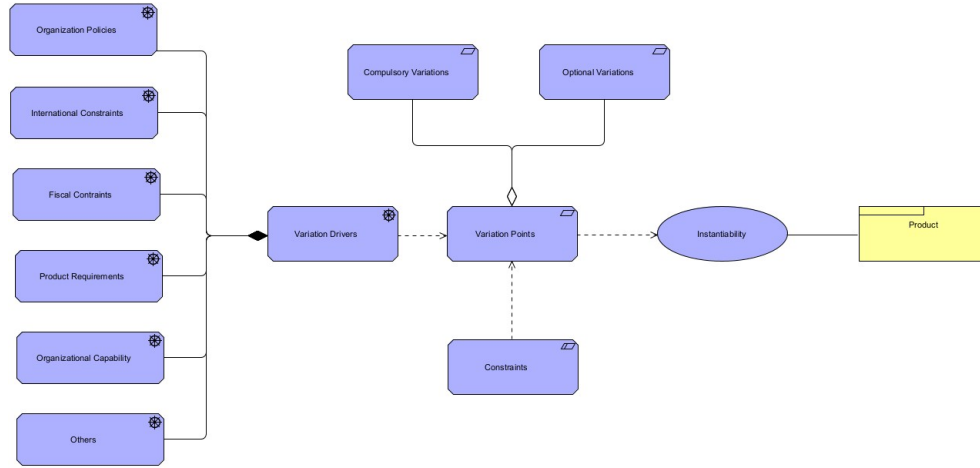 Organization Policies
International Constraints
Fiscal Contraints
Product Requirements
Organizational Capability
Others
Variation Drivers
Compulsory Variations
Optional Variations
Variation Points
Constraints
Instantiability
Product